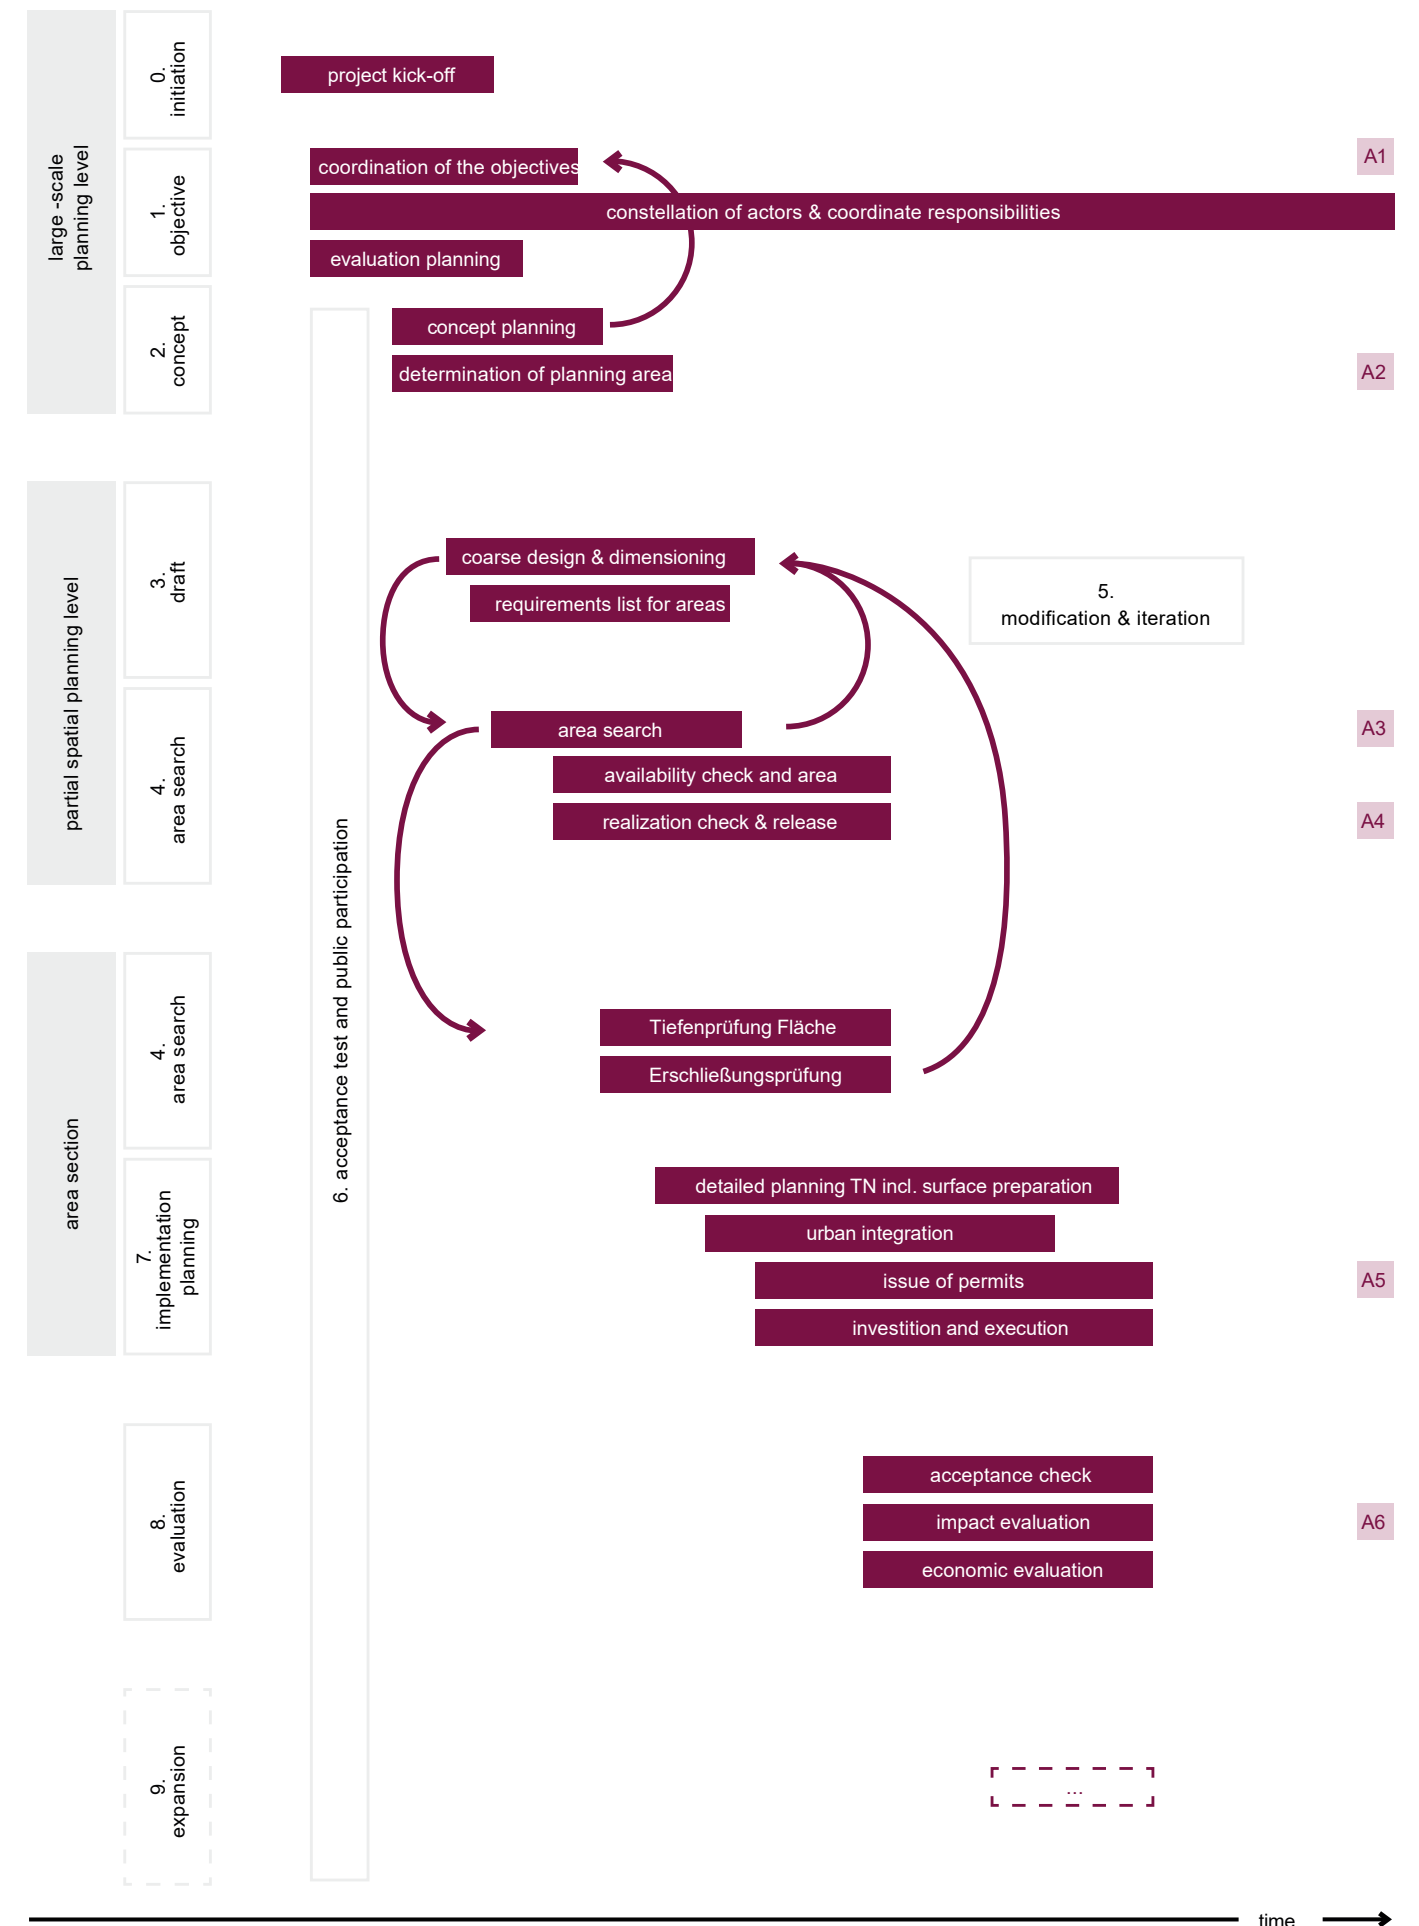 large -scale
planning level
0.
initiation
project kick-off
1.
objective
coordination of the objectives
A1
constellation of actors & coordinate responsibilities
evaluation planning
2.
concept
concept planning
determination of planning area
A2
6. acceptance test and public participation
partial spatial planning level
3.
draft
coarse design & dimensioning
requirements list for areas
5.
modification & iteration
4.
area search
area search
A3
availability check and area
realization check & release
A4
area section
4.
area search
Tiefenprüfung Fläche
Erschließungsprüfung
7.
implementation
planning
detailed planning TN incl. surface preparation
urban integration
issue of permits
A5
investition and execution
8.
evaluation
acceptance check
impact evaluation
A6
economic evaluation
9.
expansion
...
time